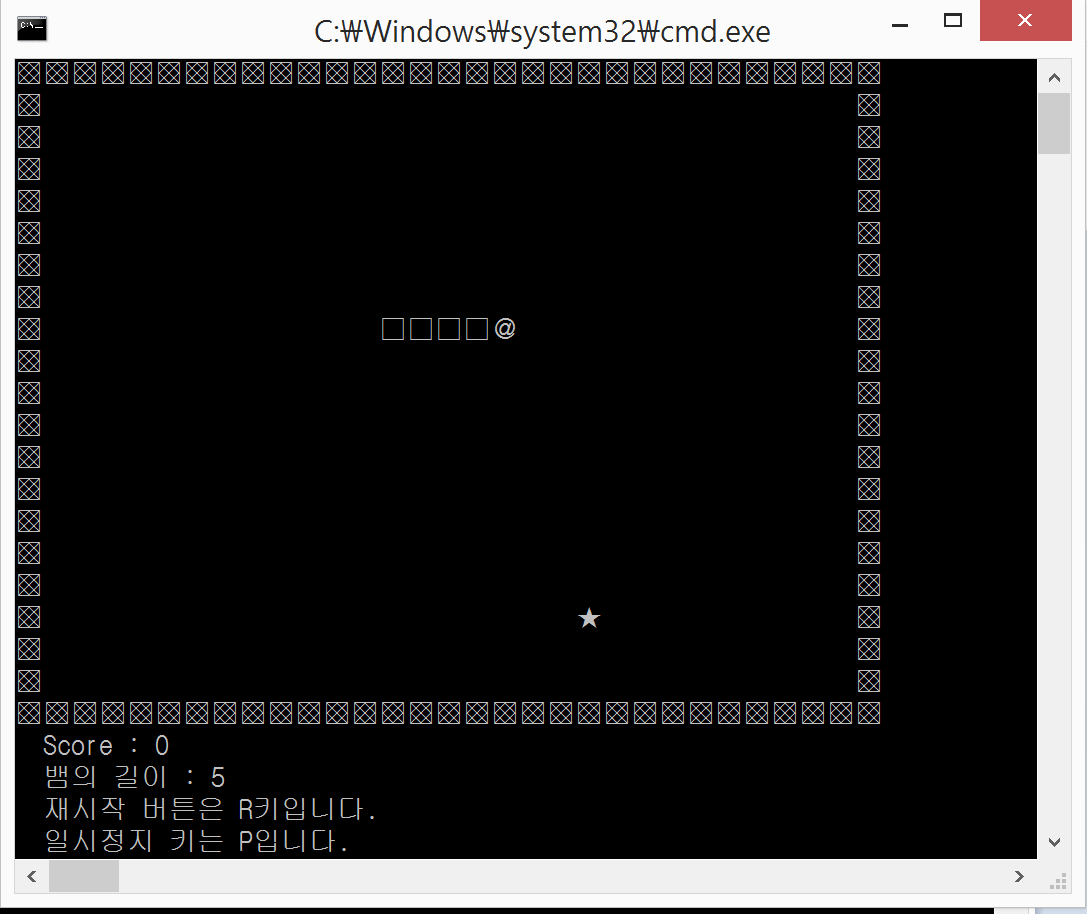 C:₩Windows₩system32₩cmd.exe
Score : 0
뱀의 길이 : 5
재시작 버튼은 R키입니다.
일시정지 키는 P입니다.